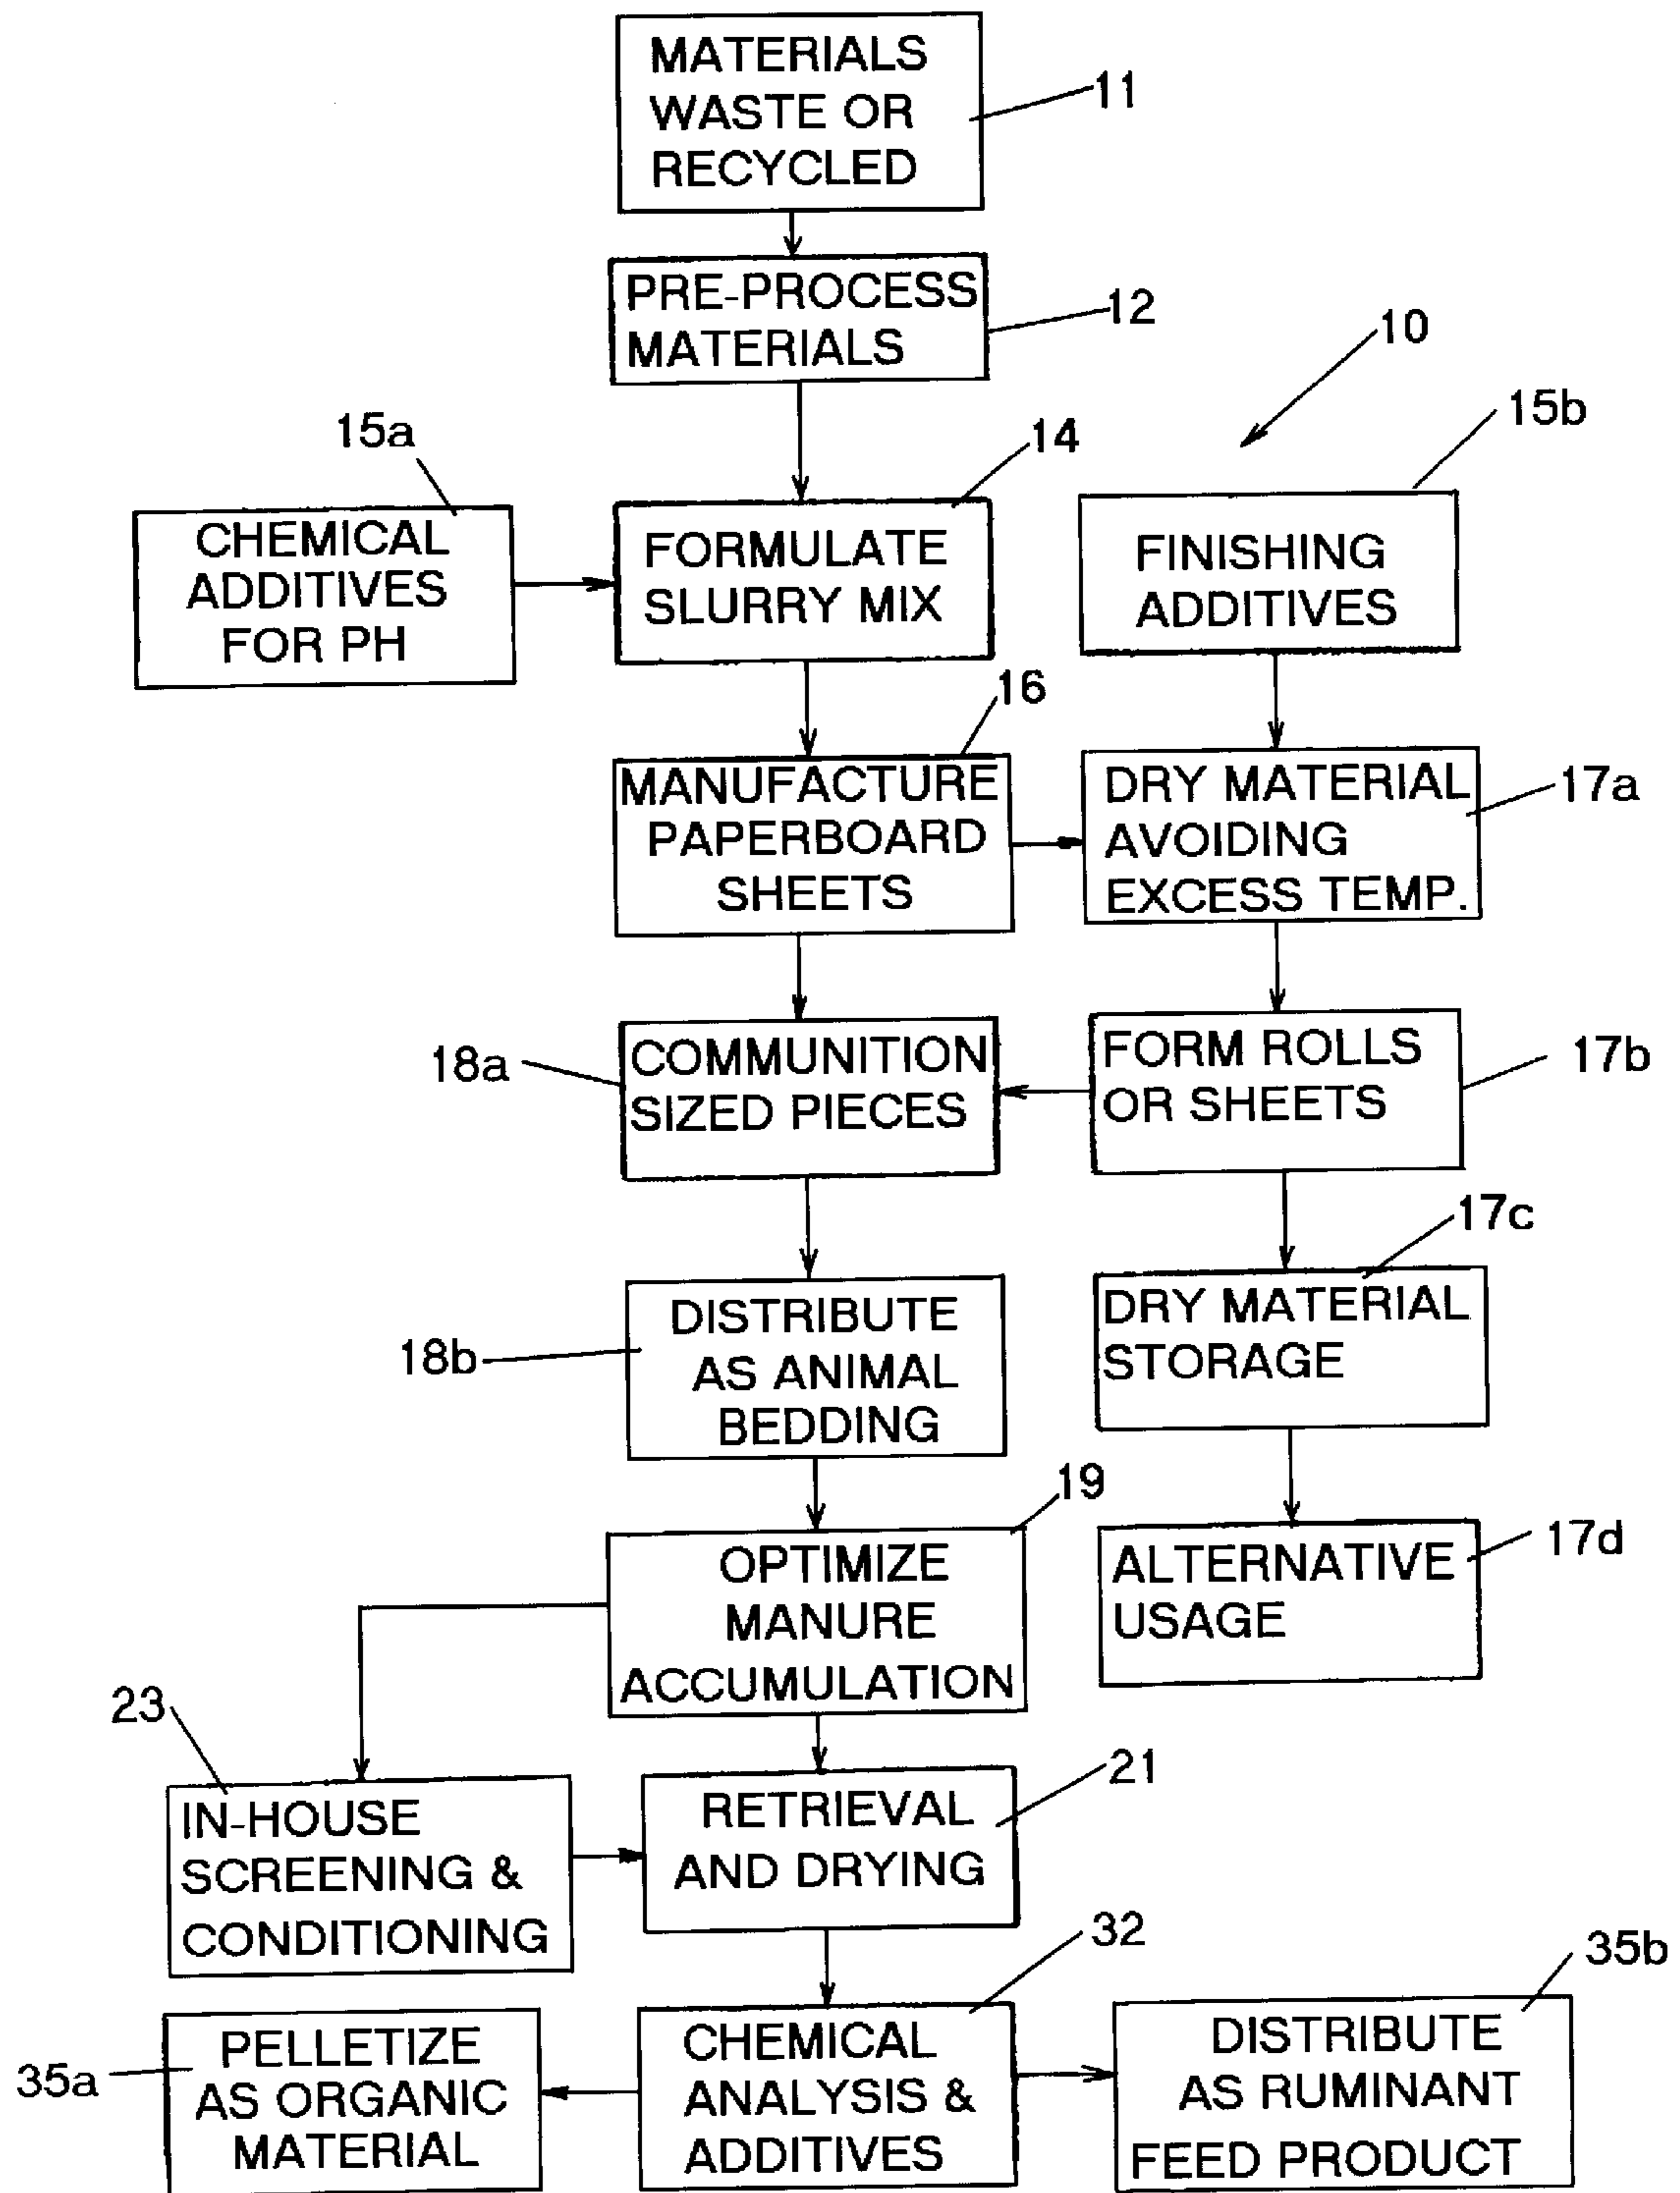 MATERIALS
WASTE OR
RECYCLED
11
PRE-PROCESS
MATERIALS
12
10
15a
14
15b
CHEMICAL
ADDITIVES
FOR PH
FORMULATE
SLURRY MIX
FINISHING
ADDITIVES
16
MANUFACTURE
PAPERBOARD
SHEETS
DRY MATERIAL
AVOIDING
EXCESS TEMP.
17a
18a
COMMUNITION
SIZED PIECES
FORM ROLLS
OR SHEETS
17b
17c
18b
DISTRIBUTE
AS ANIMAL
BEDDING
DRY MATERIAL
STORAGE
19
OPTIMIZE
MANURE
ACCUMULATION
ALTERNATIVE
USAGE
17d
23
21
IN-HOUSE
SCREENING &
CONDITIONING
RETRIEVAL
AND DRYING
32
35b
35a
PELLETIZE
AS ORGANIC
MATERIAL
CHEMICAL
ANALYSIS &
ADDITIVES
DISTRIBUTE
AS RUMINANT
FEED PRODUCT